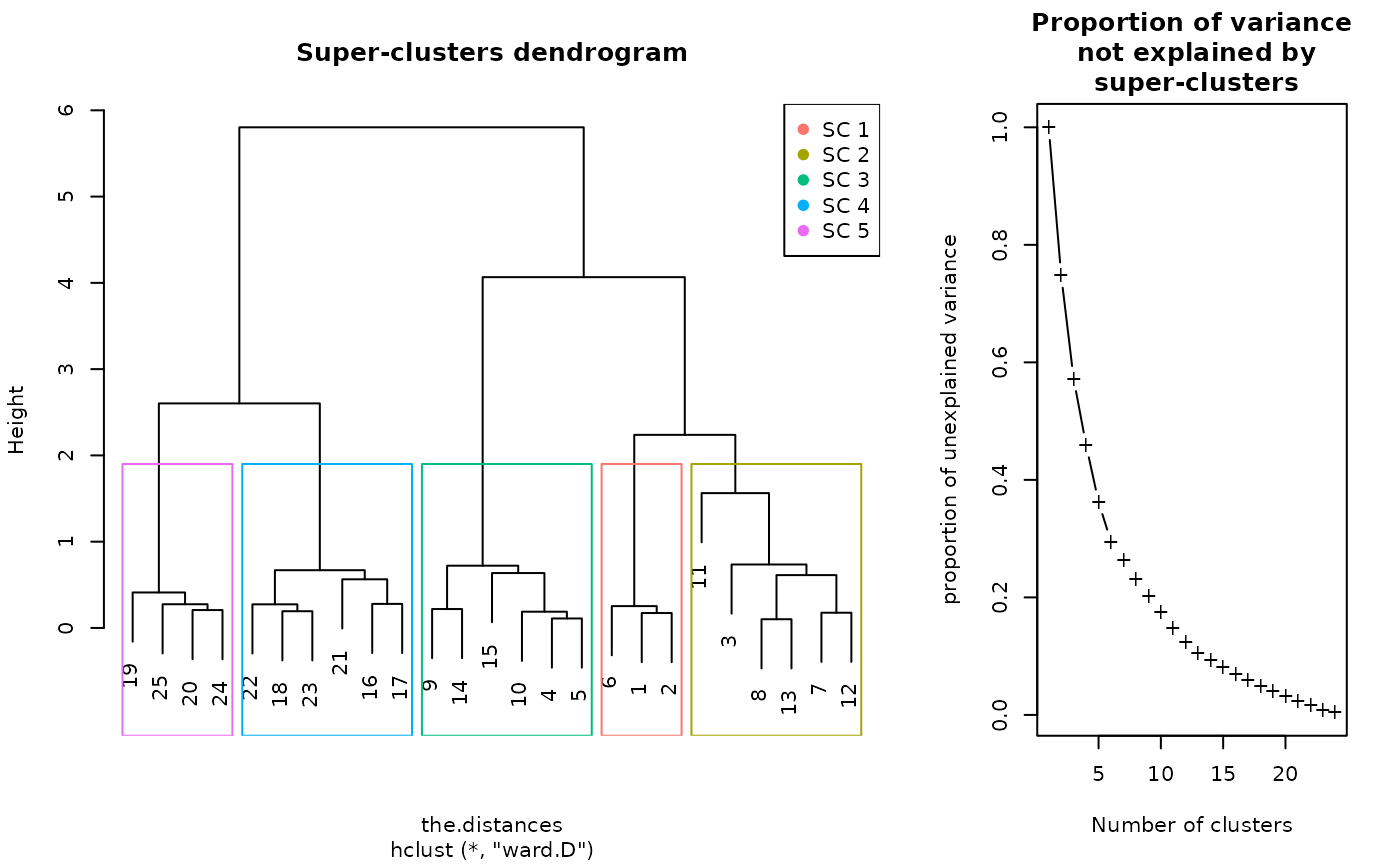 Super-clusters dendrogram
Height
6
5
4
3
2
1
0
SC 1
SC 2
SC 3
SC 4
SC 5
19
25
20
24
22
18
23
21
16
17
9
14
15
10
4
5
6
1
2
11
3
8
13
7
12
the.distances
hclust (*, "ward.D")
Proportion of variance
not explained by
super-clusters
proportion of unexplained variance
1.0
0.8
0.6
0.4
0.2
0.0
5 10 15 20
Number of clusters